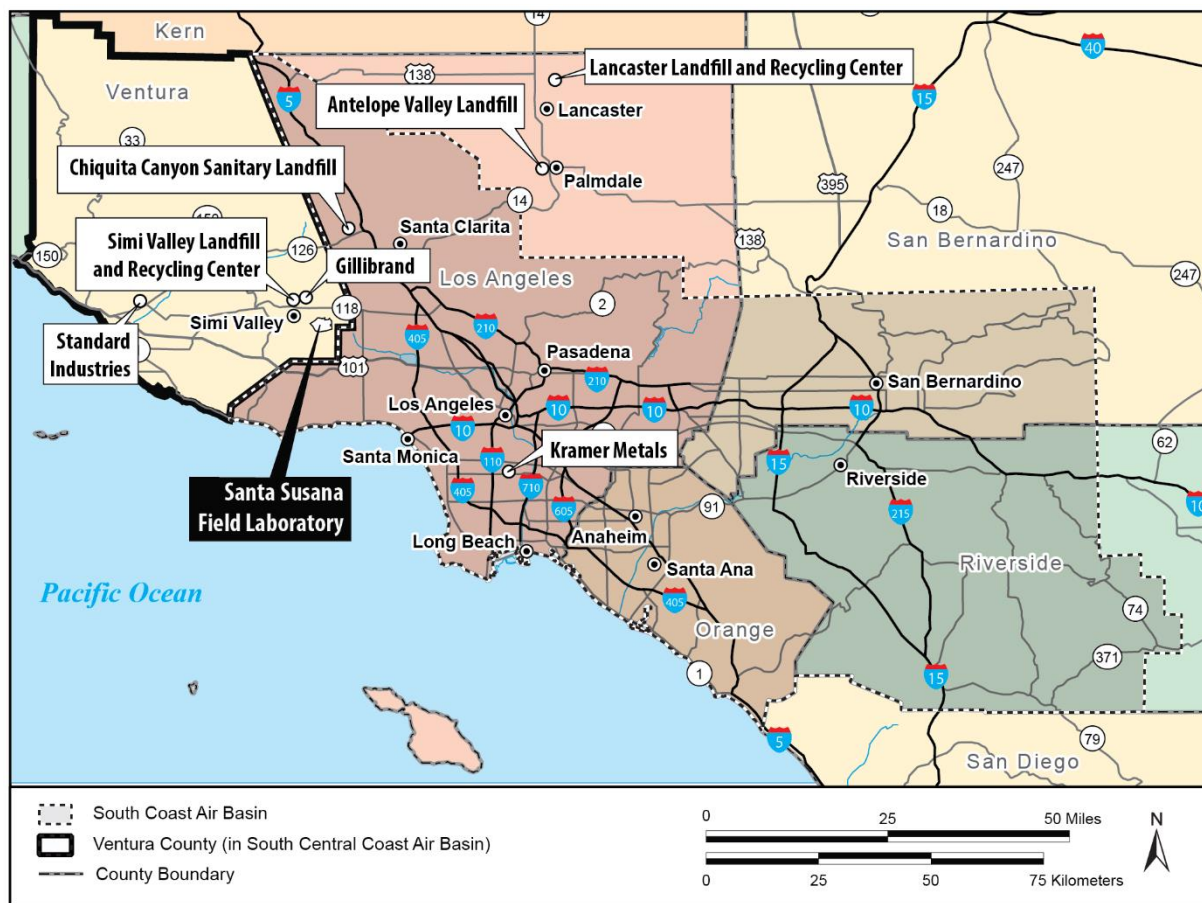 Kern
14
138
5
Lancaster Landfill and Recycling Center
40
15
Ventura
Antelope Valley Landfill
Lancaster
33
Chiquita Canyon Sanitary Landfill
Palmdale
395
247
14
18
Simi Valley Landfill
and Recycling Center
126
Gillibrand
Santa Clarita
138
San Bernardino
150
Los Angeles
247
118
2
Simi Valley
Standard
Industries
405
210
101
Pasadena
210
San Bernardino
Los Angeles
10
10
10
10
Santa Monica
110
Kramer Metals
15
62
Riverside
405
710
605
91
215
10
Santa Susana
Field Laboratory
Anaheim
Long Beach
Santa Ana
Riverside
Pacific Ocean
405
Orange
74
371
1
15
5
79
San Diego
South Coast Air Basin
Ventura County (in South Central Coast Air Basin)
County Boundary
0 25 50 Miles
0 25 50 75 Kilometers
N